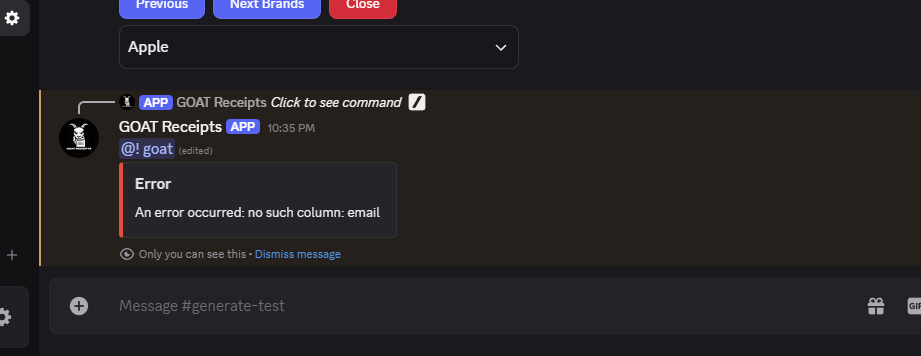 Previous
Next Brands
Close
Apple
APP GOAT Receipts Click to see command
GOAT Receipts APP 10:35 PM
@! goat (edited)
Error
An error occurred: no such column: email
Only you can see this • Dismiss message
Message #generate-test